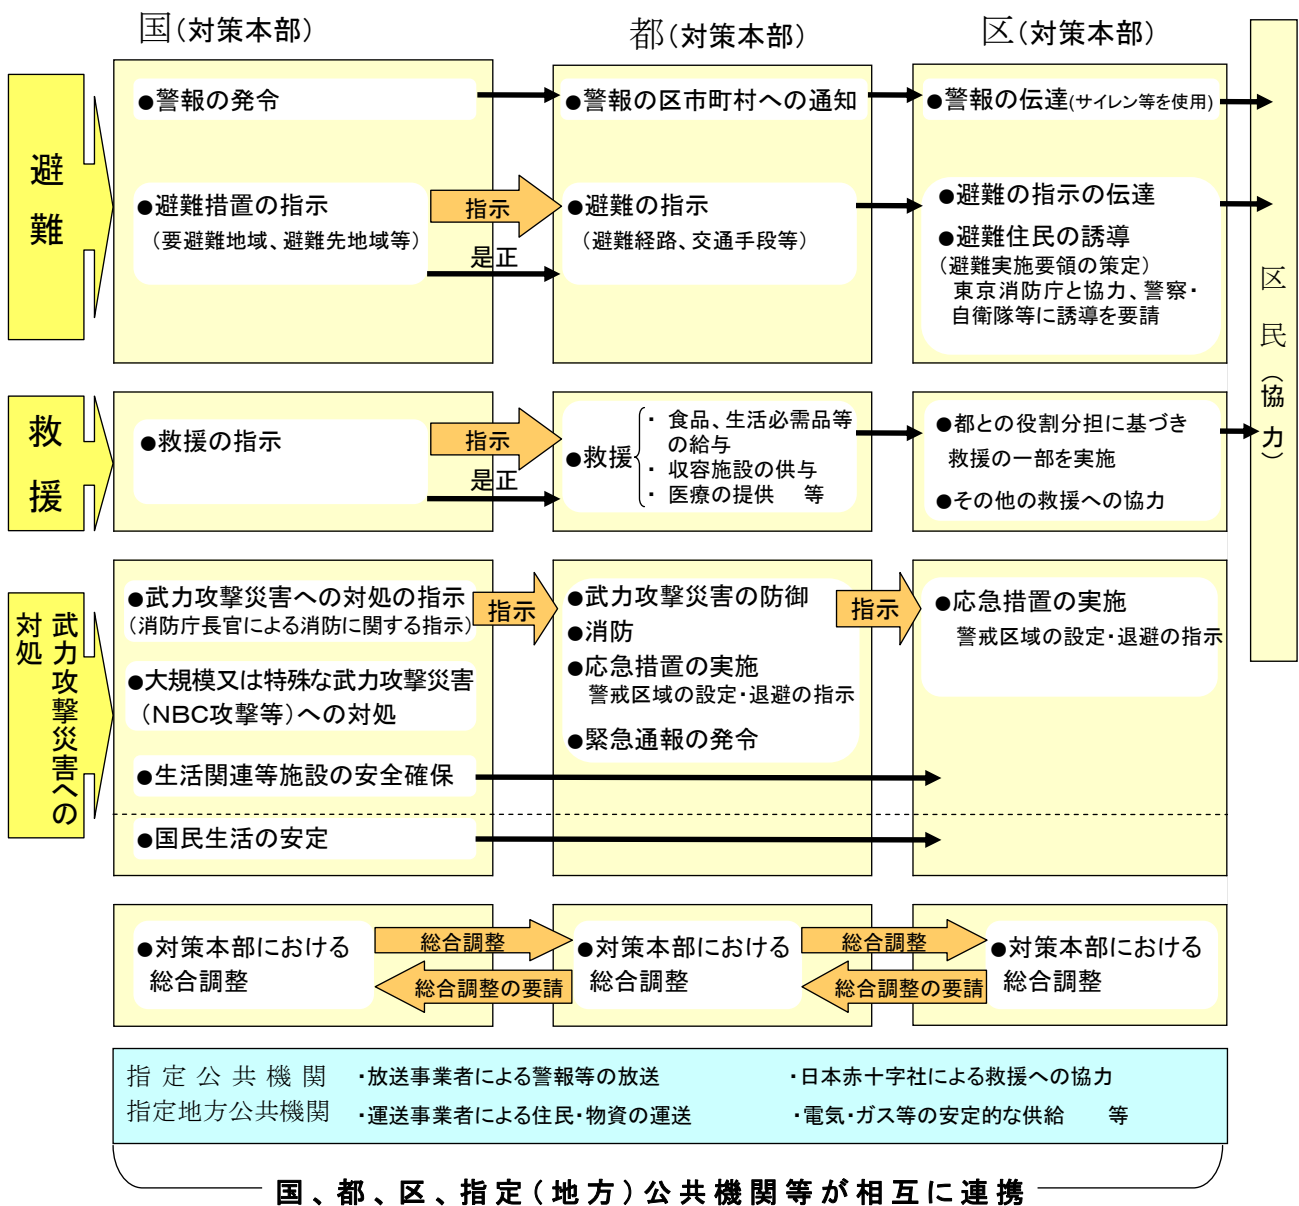 国(対策本部)
都(対策本部)
区(対策本部)
避難
●警報の発令
●警報の区市町村への通知
●警報の伝達(サイレン等を使用)
●避難措置の指示
(要避難地域、避難先地域等)
指示
是正
●避難の指示
(避難経路、交通手段等)
●避難の指示の伝達
●避難住民の誘導
(避難実施要領の策定)
東京消防庁と協力、警察・
自衛隊等に誘導を要請
区民(協力)
救援
●救援の指示
指示
是正
●救援
・ 食品、生活必需品等
の給与
・ 収容施設の供与
・ 医療の提供 等
●都との役割分担に基づき
救援の一部を実施
●その他の救援への協力
武力攻撃災害への
対処
●武力攻撃災害への対処の指示
(消防庁長官による消防に関する指示)
●大規模又は特殊な武力攻撃災害
(NBC攻撃等)への対処
●生活関連等施設の安全確保
●国民生活の安定
指示
●武力攻撃災害の防御
●消防
●応急措置の実施
警戒区域の設定・退避の指示
●緊急通報の発令
指示
●応急措置の実施
警戒区域の設定・退避の指示
●対策本部における
総合調整
総合調整
総合調整の要請
●対策本部における
総合調整
総合調整
総合調整の要請
●対策本部における
総合調整
指定公共機関 ・放送事業者による警報等の放送 ・日本赤十字社による救援への協力
指定地方公共機関 ・運送事業者による住民・物資の運送 ・電気・ガス等の安定的な供給 等
国、都、区、指定(地方)公共機関等が相互に連携